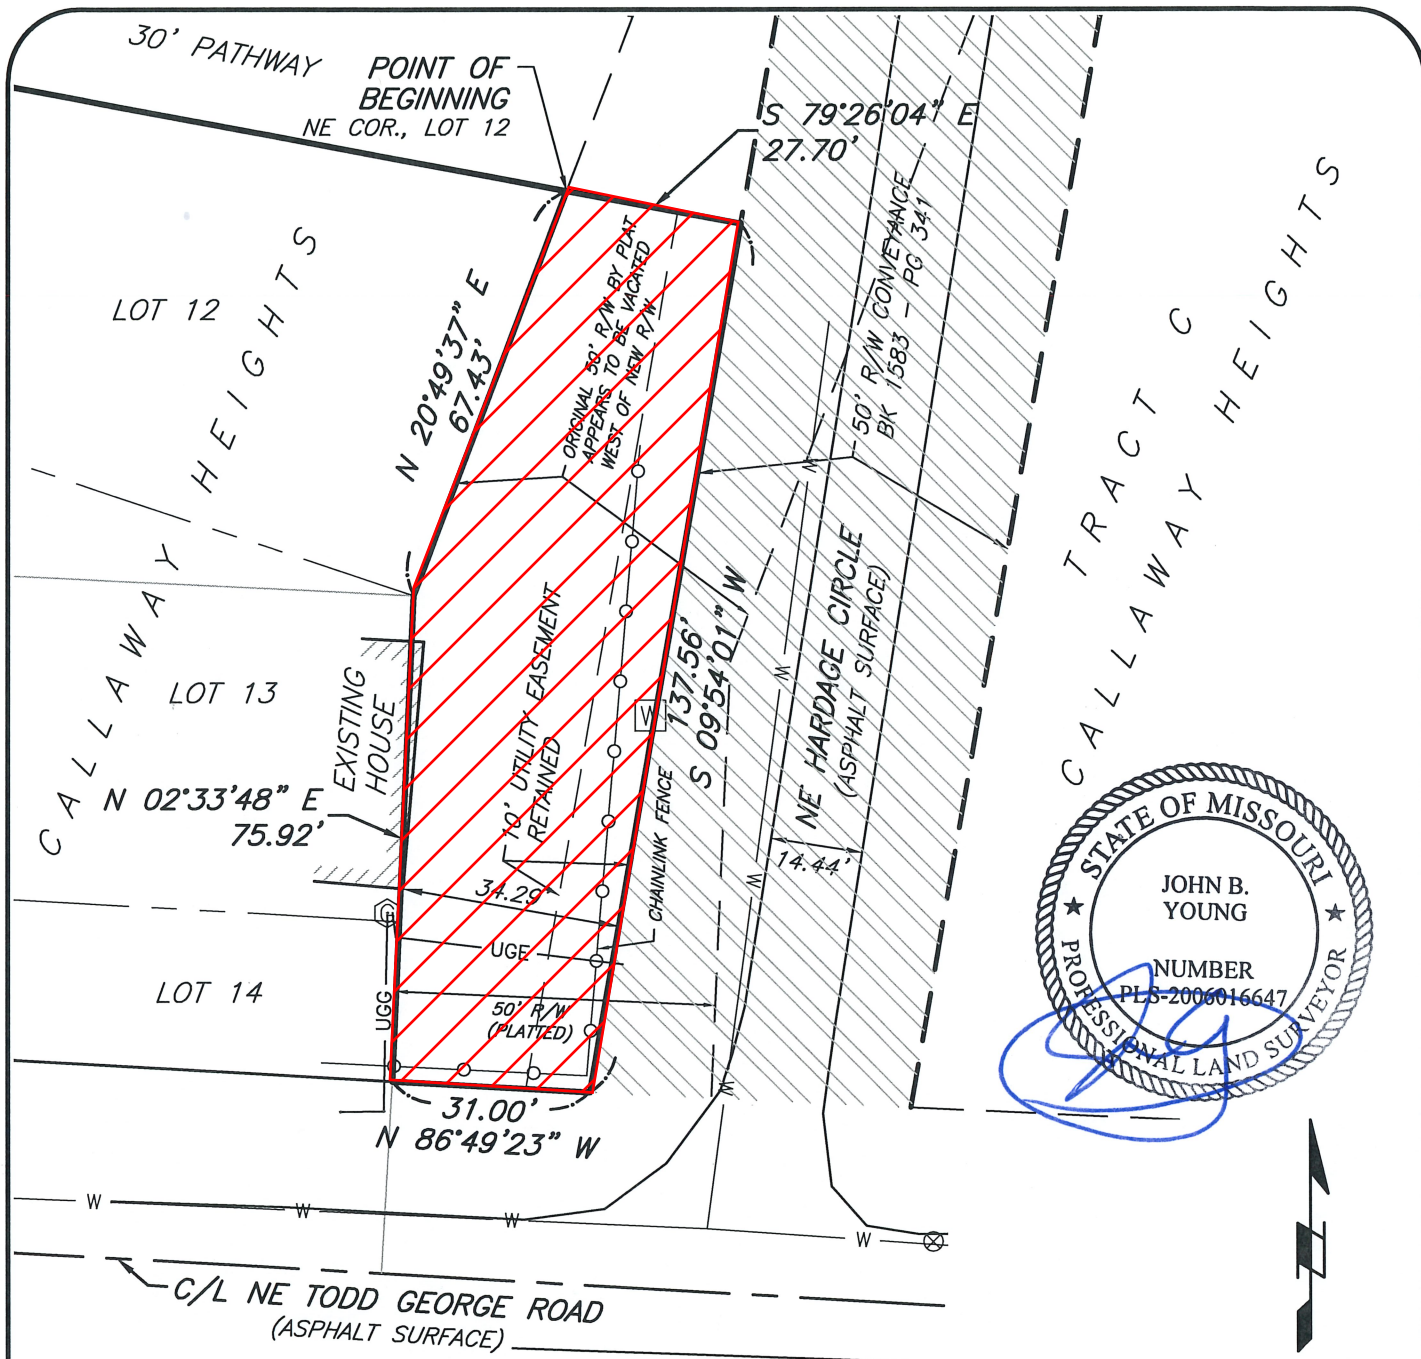 30' PATHWAY
POINT OF
BEGINNING
NE COR., LOT 12
S 79°26'04" E
27.70'
LOT 12
CALLAWAY HEIGHTS
N 20°49'37" E
67.43'
ORIGINAL 50' R/W BY PLAT
APPEARS TO BE VACATED
WEST OF NEW R/W
50' R/W CONVEYANCE
BK 1583 - PG 341
TRACT C
CALLAWAY HEIGHTS
LOT 13
EXISTING
HOUSE
N 02°33'48" E
75.92'
10' UTILITY EASEMENT
RETAINED
W
137.56'
S 09°54'01" W
CHAINLINK FENCE
NE HARDAGE CIRCLE
(ASPHALT SURFACE)
14.44'
34.29'
G
UGE
UGG
LOT 14
50' R/W
(PLATTED)
31.00'
N 86°49'23" W
W
W
W
W
W
W
W
W
C/L NE TODD GEORGE ROAD
(ASPHALT SURFACE)
STATE OF MISSOURI
JOHN B.
YOUNG
NUMBER
PLS-2006016647
PROFESSIONAL LAND SURVEYOR